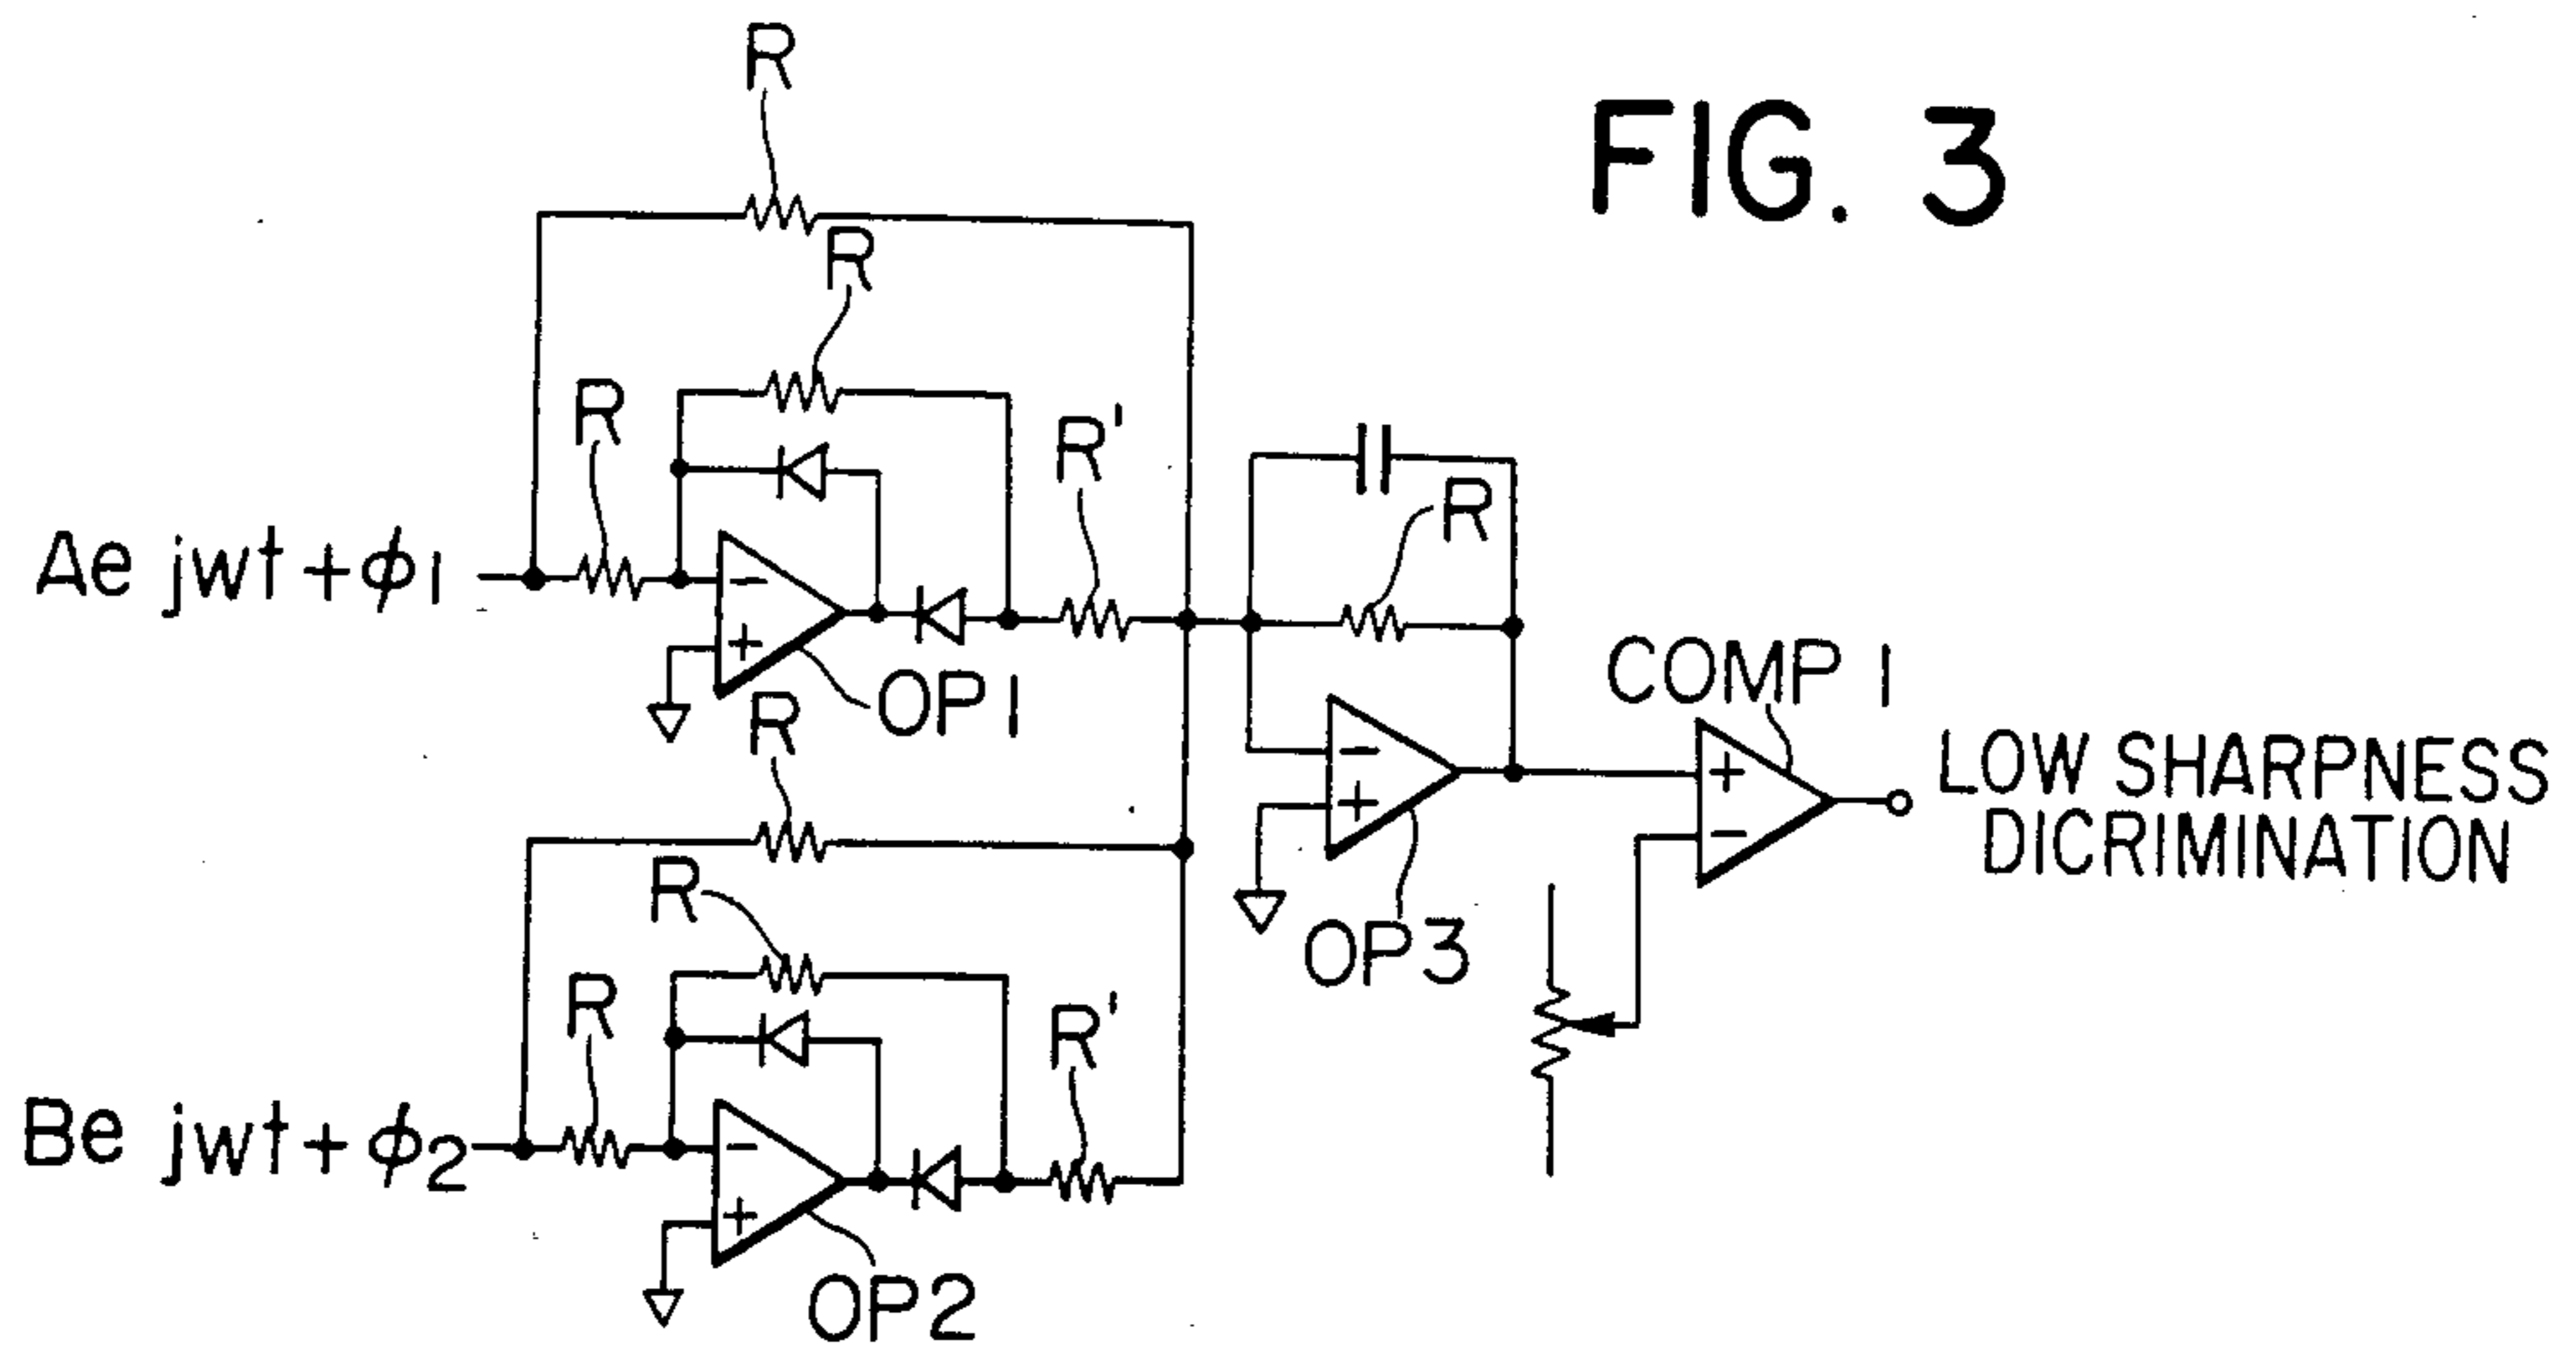 FIG. 3
R
R
R
R'
Ae jwt + ϕ1
−
+
OP1
R
COMP 1
R
−
+
OP3
+
−
LOW SHARPNESS
DICRIMINATION
R
R
R'
Be jwt + ϕ2
−
+
OP2